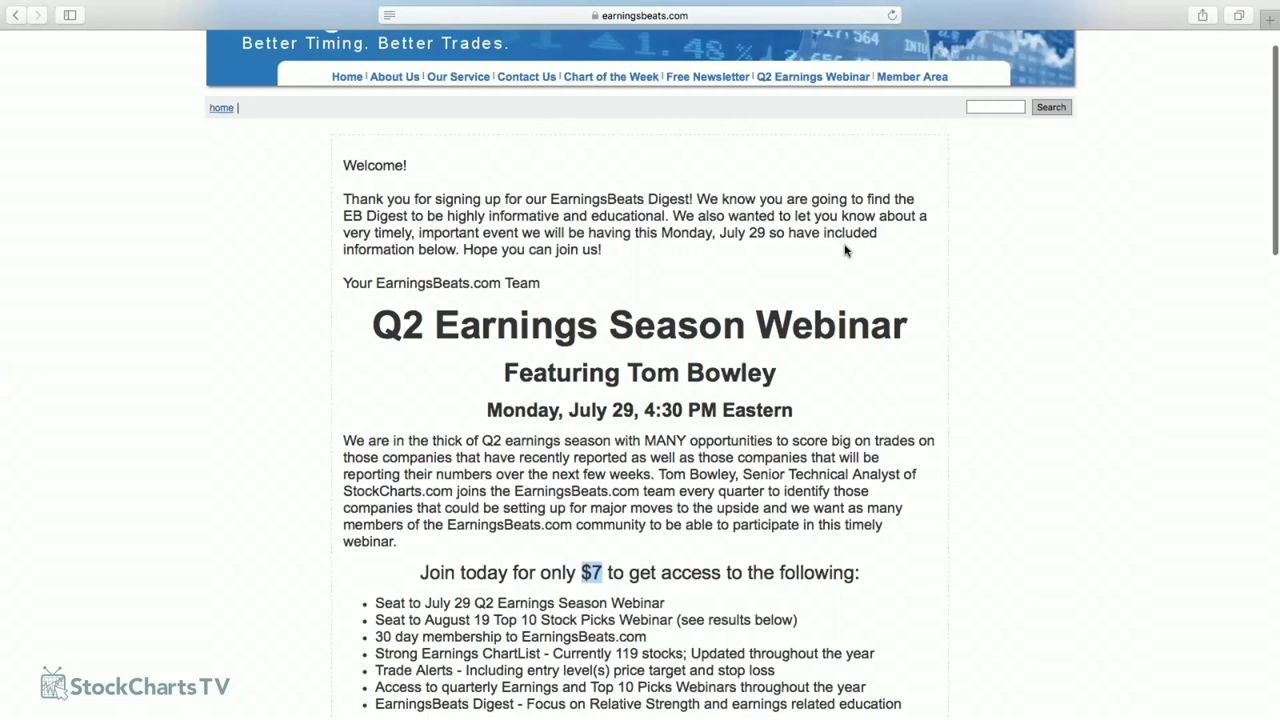 earningsbeats.com
Better Timing. Better Trades.
1.48 %
564
INTU
Home | About Us | Our Service | Contact Us | Chart of the Week | Free Newsletter | Q2 Earnings Webinar | Member Area
home |
Search
Welcome!
Thank you for signing up for our EarningsBeats Digest! We know you are going to find the
EB Digest to be highly informative and educational. We also wanted to let you know about a
very timely, important event we will be having this Monday, July 29 so have included
information below. Hope you can join us!
Your EarningsBeats.com Team
Q2 Earnings Season Webinar
Featuring Tom Bowley
Monday, July 29, 4:30 PM Eastern
We are in the thick of Q2 earnings season with MANY opportunities to score big on trades on
those companies that have recently reported as well as those companies that will be
reporting their numbers over the next few weeks. Tom Bowley, Senior Technical Analyst of
StockCharts.com joins the EarningsBeats.com team every quarter to identify those
companies that could be setting up for major moves to the upside and we want as many
members of the EarningsBeats.com community to be able to participate in this timely
webinar.
Join today for only $7 to get access to the following:
• Seat to July 29 Q2 Earnings Season Webinar
• Seat to August 19 Top 10 Stock Picks Webinar (see results below)
• 30 day membership to EarningsBeats.com
• Strong Earnings ChartList - Currently 119 stocks; Updated throughout the year
• Trade Alerts - Including entry level(s) price target and stop loss
• Access to quarterly Earnings and Top 10 Picks Webinars throughout the year
• EarningsBeats Digest - Focus on Relative Strength and earnings related education
StockCharts TV